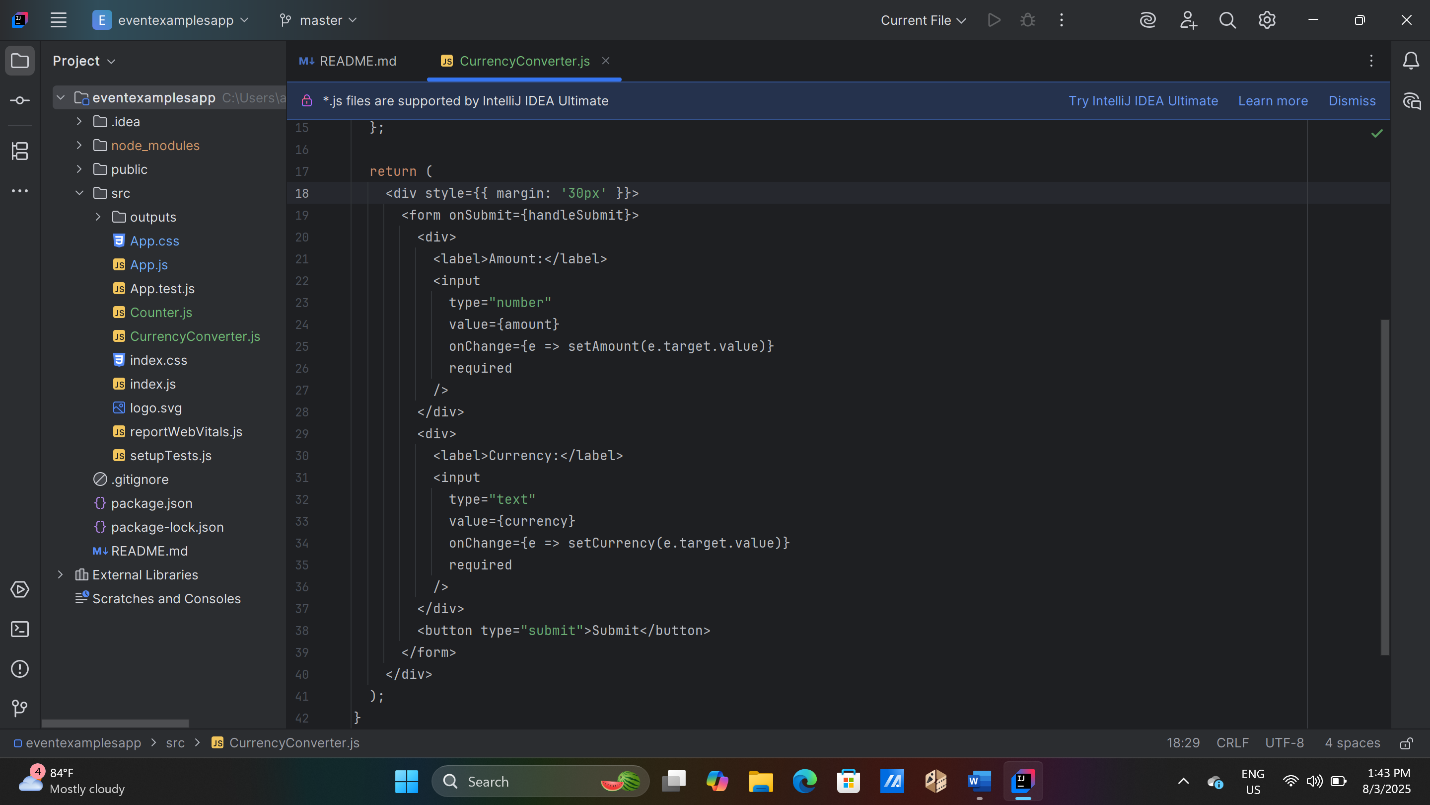 E eventexamplesapp
master
Current File
Project
README.md
CurrencyConverter.js
*.js files are supported by IntelliJ IDEA Ultimate
Try IntelliJ IDEA Ultimate
Learn more
Dismiss
eventexamplesapp C:\Users\a
.idea
node_modules
public
src
outputs
App.css
App.js
App.test.js
Counter.js
CurrencyConverter.js
index.css
index.js
logo.svg
reportWebVitals.js
setupTests.js
.gitignore
package.json
package-lock.json
README.md
External Libraries
Scratches and Consoles
15 };
16
17 return (
18 <div style={{ margin: '30px' }}>
19 <form onSubmit={handleSubmit}>
20 <div>
21 <label>Amount:</label>
22 <input
23 type="number"
24 value={amount}
25 onChange={e => setAmount(e.target.value)}
26 required
27 />
28 </div>
29 <div>
30 <label>Currency:</label>
31 <input
32 type="text"
33 value={currency}
34 onChange={e => setCurrency(e.target.value)}
35 required
36 />
37 </div>
38 <button type="submit">Submit</button>
39 </form>
40 </div>
41 );
42 }
eventexamplesapp > src > JS CurrencyConverter.js
18:29 CRLF UTF-8 4 spaces
4
84°F
Mostly cloudy
Search
ENG
US
1:43 PM
8/3/2025